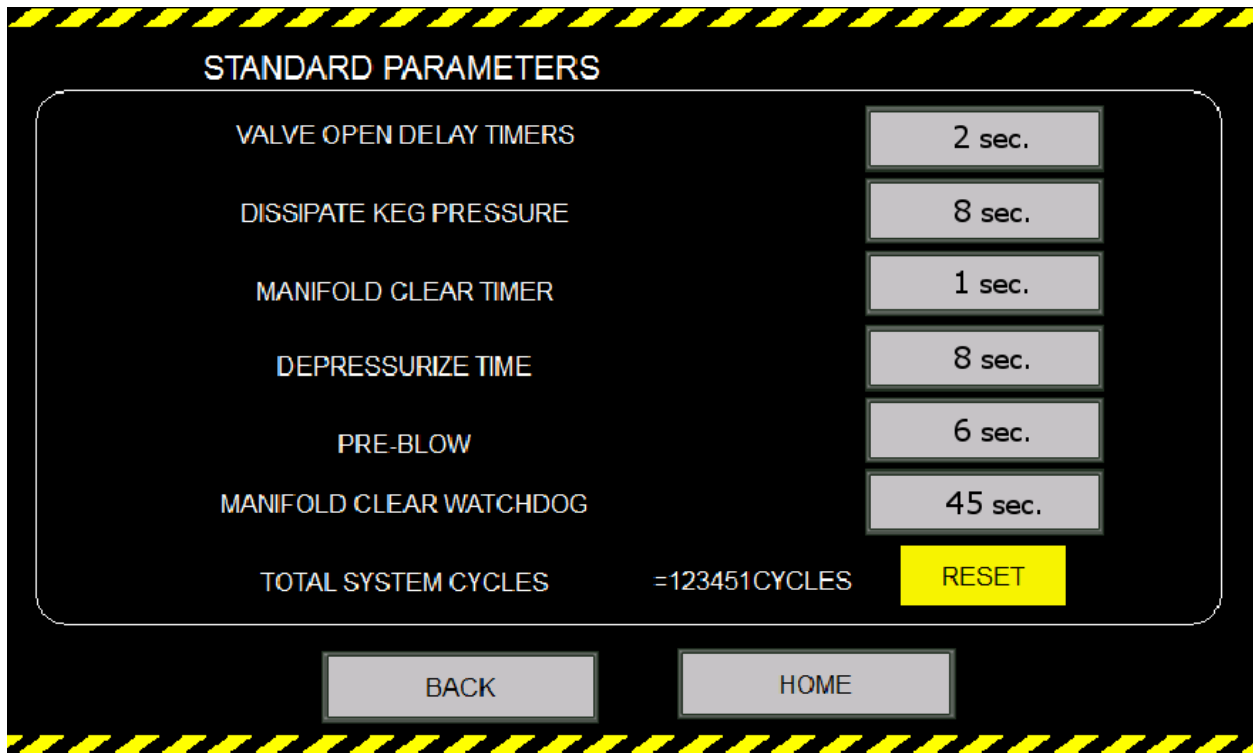 STANDARD PARAMETERS
VALVE OPEN DELAY TIMERS 2 sec.
DISSIPATE KEG PRESSURE 8 sec.
MANIFOLD CLEAR TIMER 1 sec.
DEPRESSURIZE TIME 8 sec.
PRE-BLOW 6 sec.
MANIFOLD CLEAR WATCHDOG 45 sec.
TOTAL SYSTEM CYCLES =123451CYCLES RESET
BACK HOME